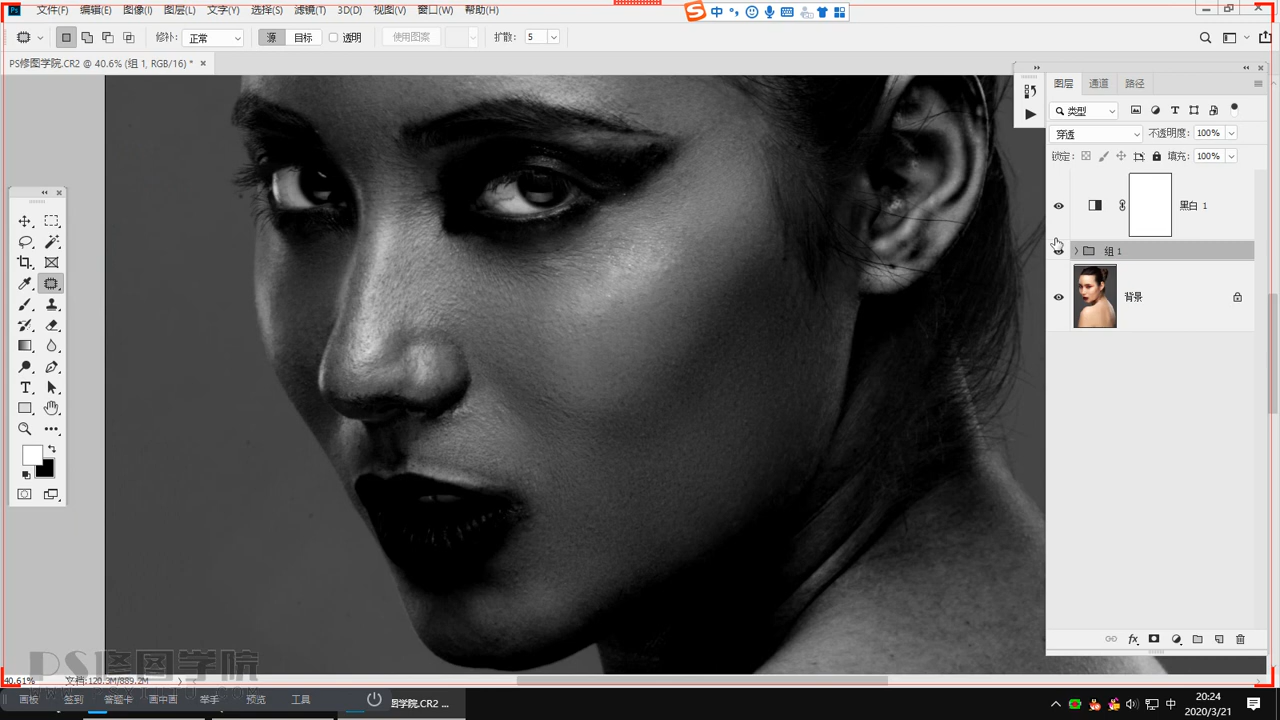 文件(F) 编辑(E) 图像(I) 图层(L) 文字(Y) 选择(S) 滤镜(T) 3D(D) 视图(V) 窗口(W) 帮助(H)
中
修补: 正常 源 目标 透明 使用图案 扩散: 5
PS修图学院.CR2 @ 40.6% (组 1, RGB/16) * ×
图层 通道 路径
类型
穿透 不透明度: 100%
锁定: 填充: 100%
黑白 1
组 1
背景
PS修图学院
40.61% 文档:120.3M/889.2M
画板 签到 答题卡 画中画 举手 预览 工具 图学院.CR2 ...
中
20:24
2020/3/21